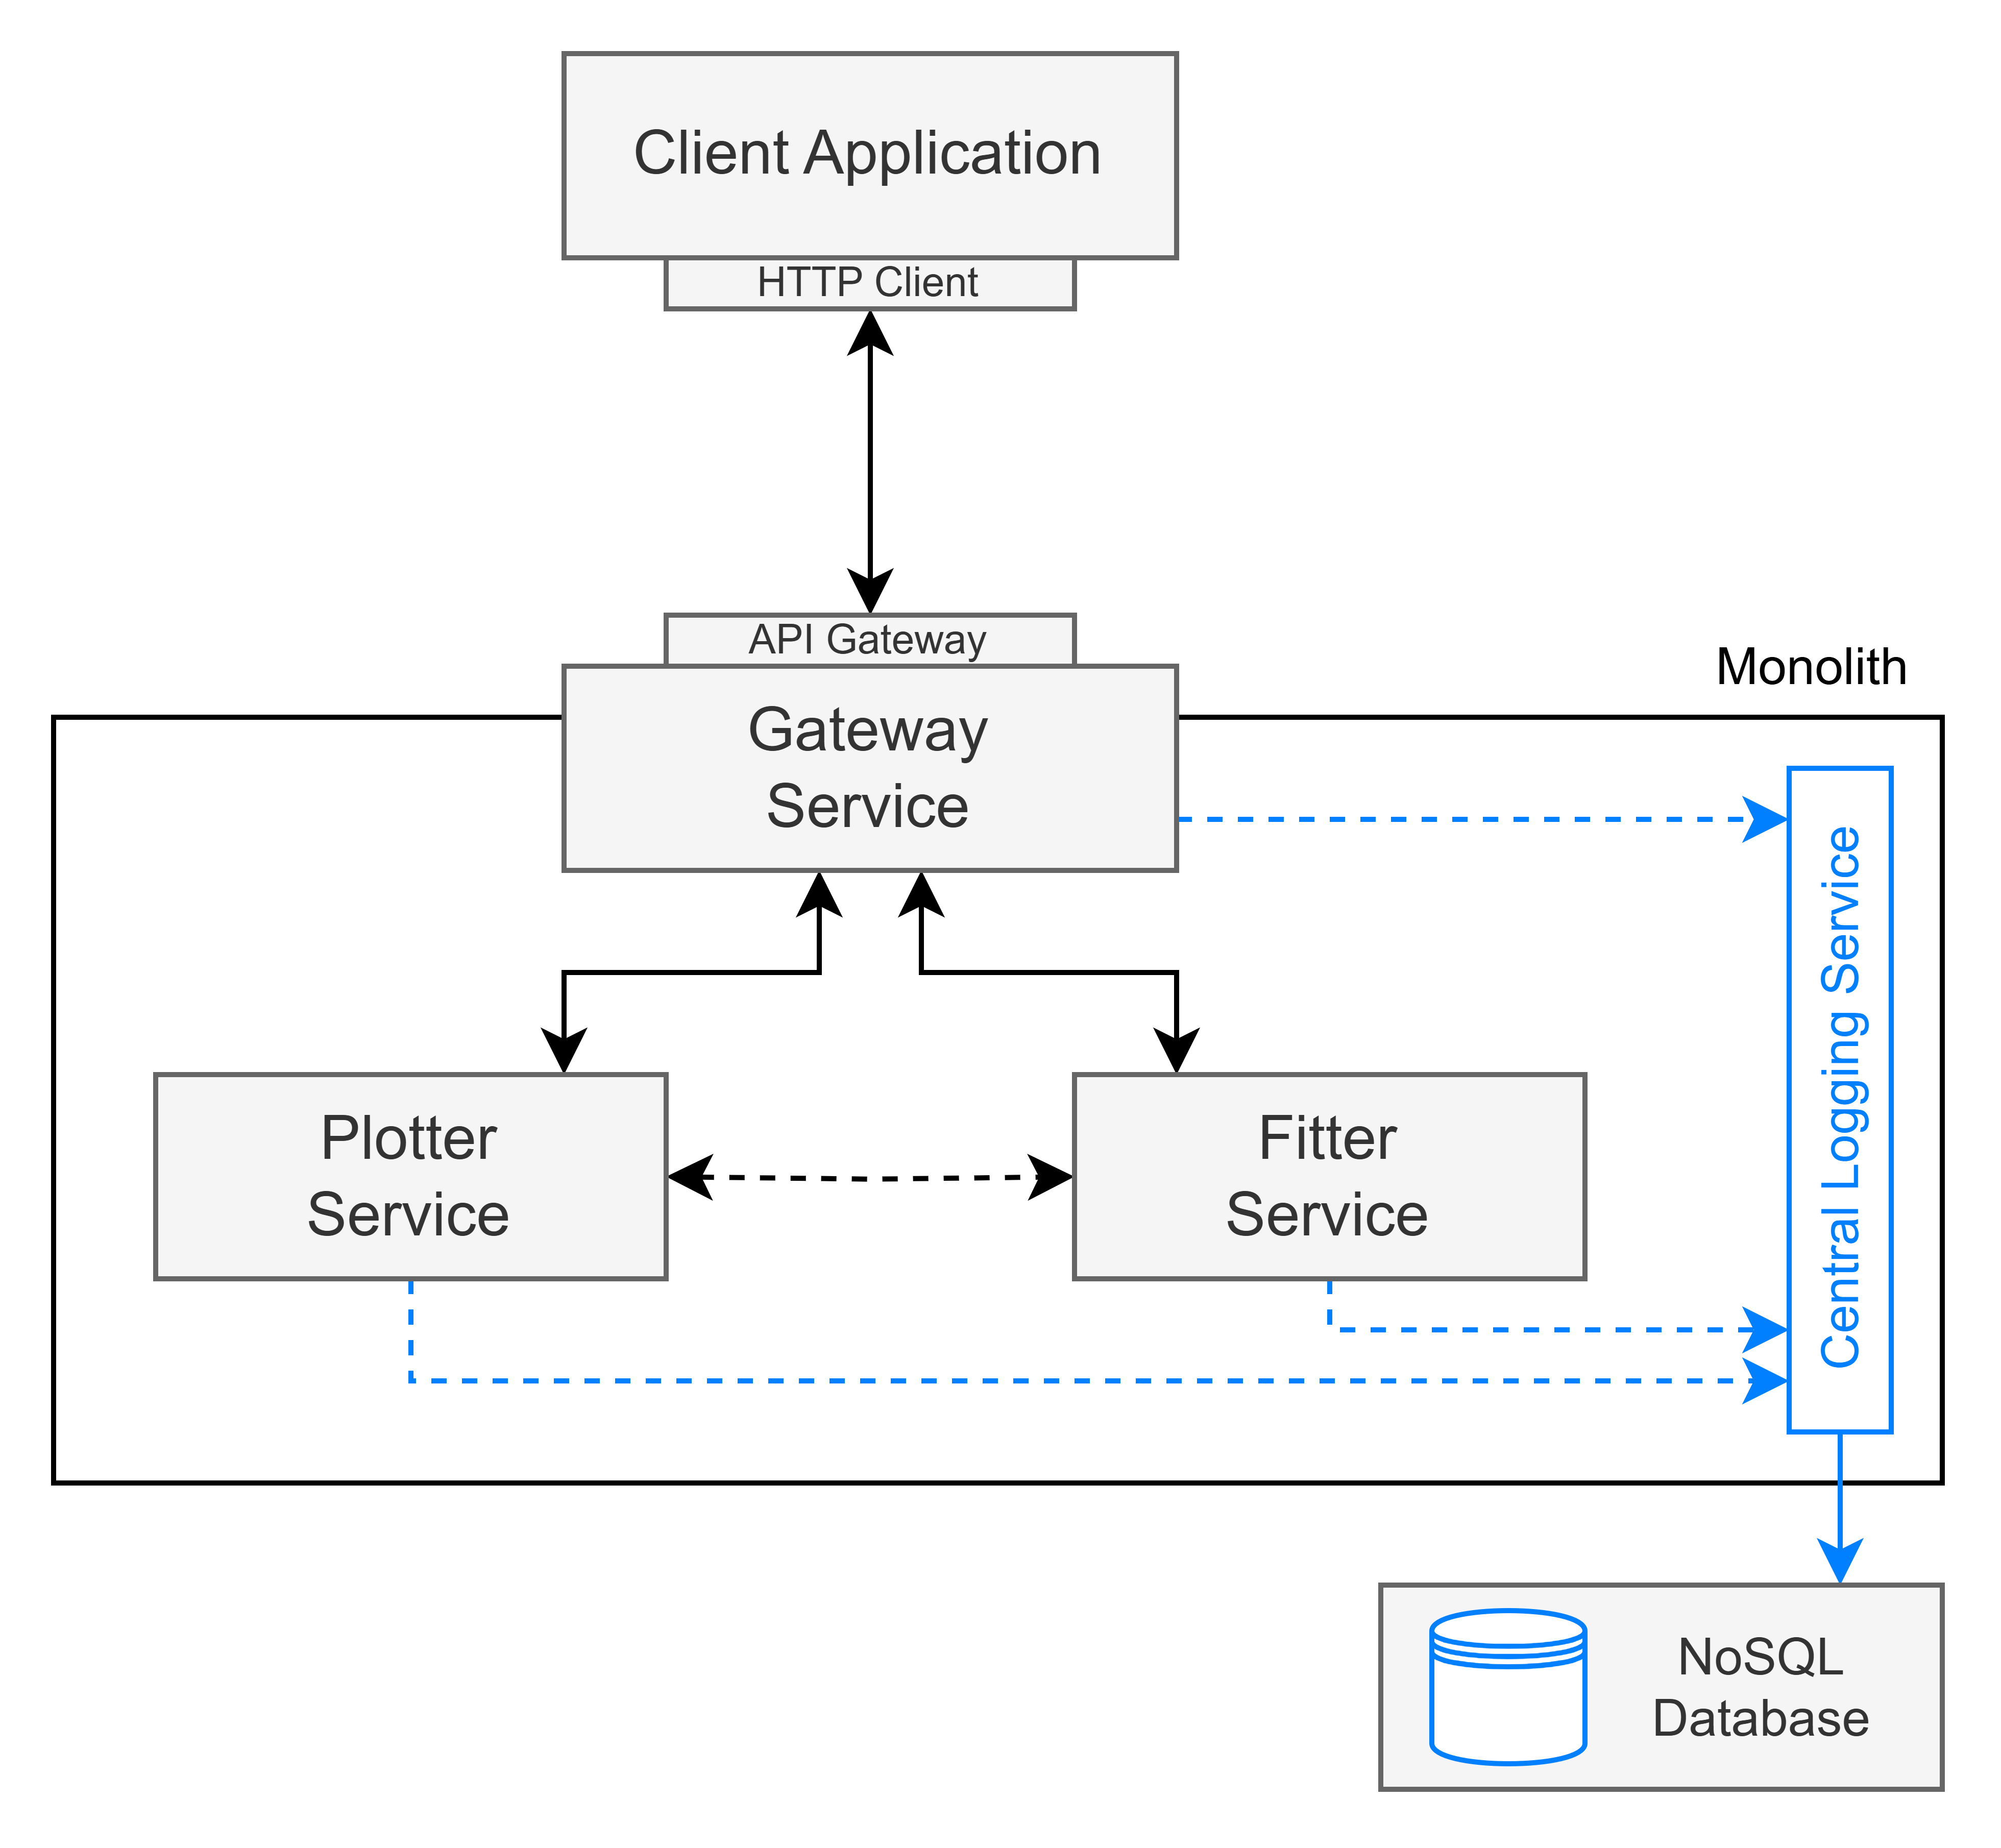 Client Application
HTTP Client
API Gateway
Monolith
Gateway
Service
Central Logging Service
Plotter
Service
Fitter
Service
NoSQL
Database